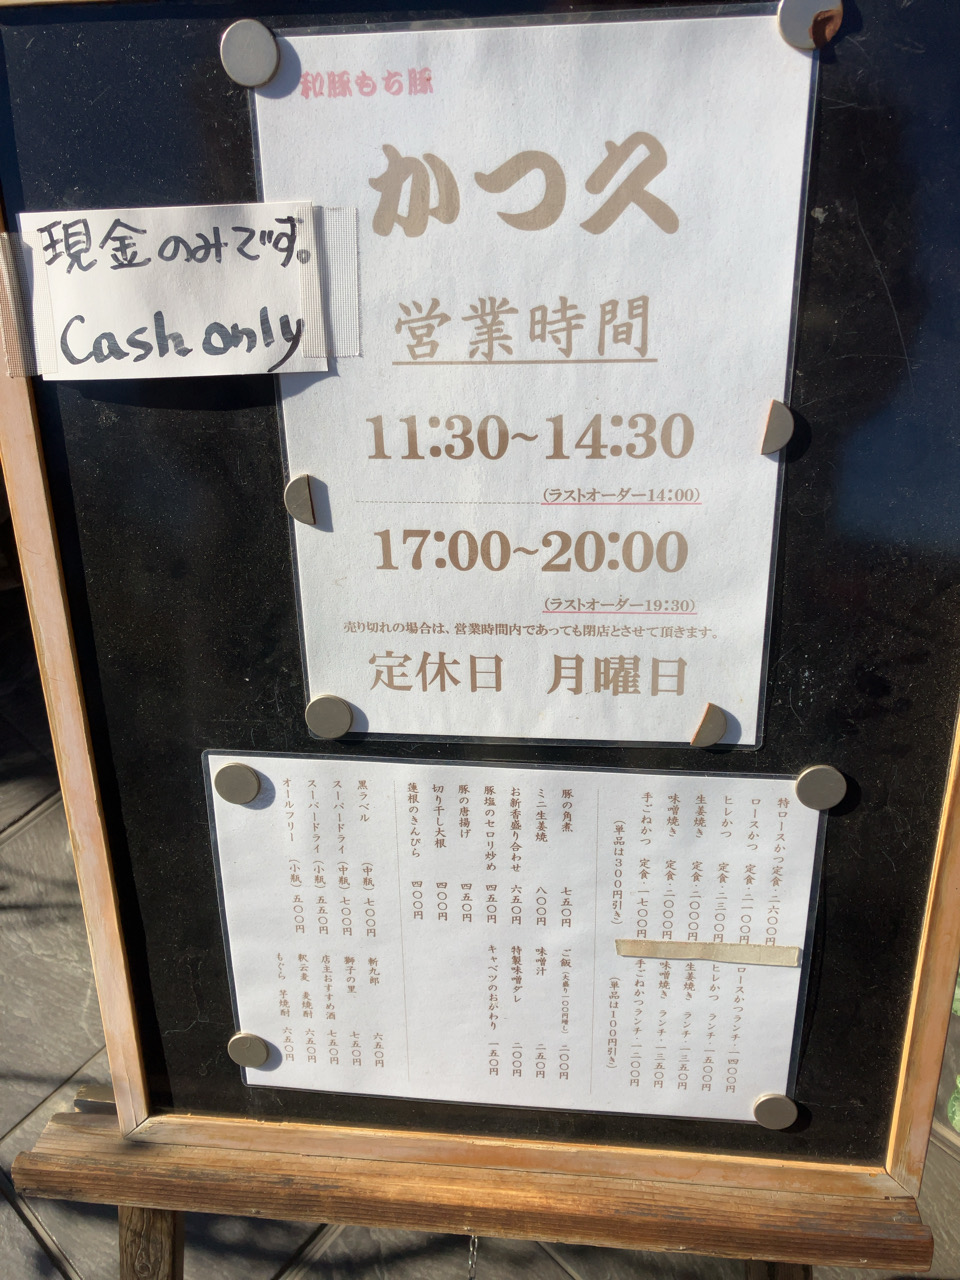 和豚もち豚
かつ久
現金のみです。
Cash only
営業時間
11:30~14:30
(ラストオーダー14:00)
17:00~20:00
(ラストオーダー19:30)
売り切れの場合は、営業時間内であっても閉店とさせて頂きます。
定休日 月曜日
特ロースかつ定食・二六〇〇円
ロースかつ 定食・二一〇〇円
ヒレかつ 定食・二三〇〇円
生姜焼き 定食・二〇〇〇円
味噌焼き 定食・二〇〇〇円
手ごねかつ 定食・一七〇〇円
(単品は300円引き)
ロースかつランチ・一四〇〇円
ヒレかつ ランチ・一五〇〇円
生姜焼き ランチ・一三五〇円
味噌焼き ランチ・一三五〇円
手ごねかつランチ・一二〇〇円
(単品は100円引き)
豚の角煮 七五〇円
ミニ生姜焼 八〇〇円
お新香盛り合わせ 六五〇円
豚塩のセロリ炒め 四五〇円
豚の唐揚げ 四五〇円
切り干し大根 四〇〇円
蓮根のきんぴら 四〇〇円
ご飯(大盛り一〇〇円増し) 二〇〇円
味噌汁 二五〇円
特製味噌ダレ 二〇〇円
キャベツのおかわり 一五〇円
黒ラベル (中瓶)七〇〇円
スーパードライ (中瓶)七〇〇円
スーパードライ (小瓶)五五〇円
オールフリー (小瓶)五〇〇円
六五〇円
獅子の里 七五〇円
店主おすすめ酒 七五〇円
麦焼酎 六五〇円
もぐら 芋焼酎 六五〇円